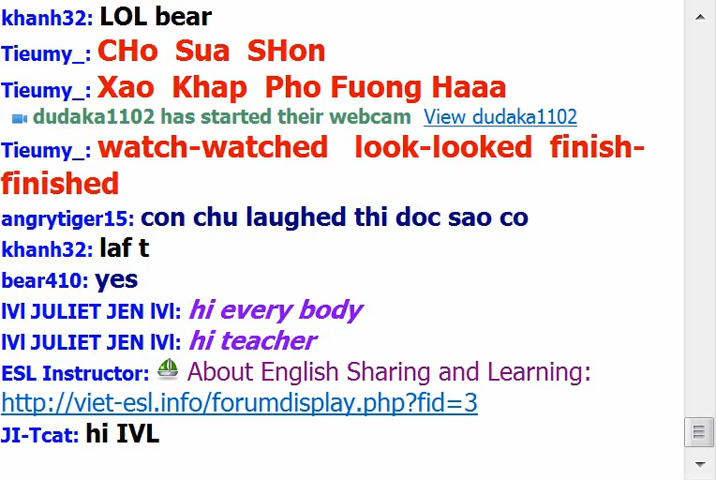 khanh32: LOL bear
Tieumy_: CHo Sua SHon
Tieumy_: Xao Khap Pho Fuong Haaa
dudaka1102 has started their webcam View dudaka1102
Tieumy_: watch-watched look-looked finish-
finished
angrytiger15: con chu laughed thi doc sao co
khanh32: laf t
bear410: yes
lVl JULIET JEN lVl: hi every body
lVl JULIET JEN lVl: hi teacher
ESL Instructor: About English Sharing and Learning:
http://viet-esl.info/forumdisplay.php?fid=3
JI-Tcat: hi IVL